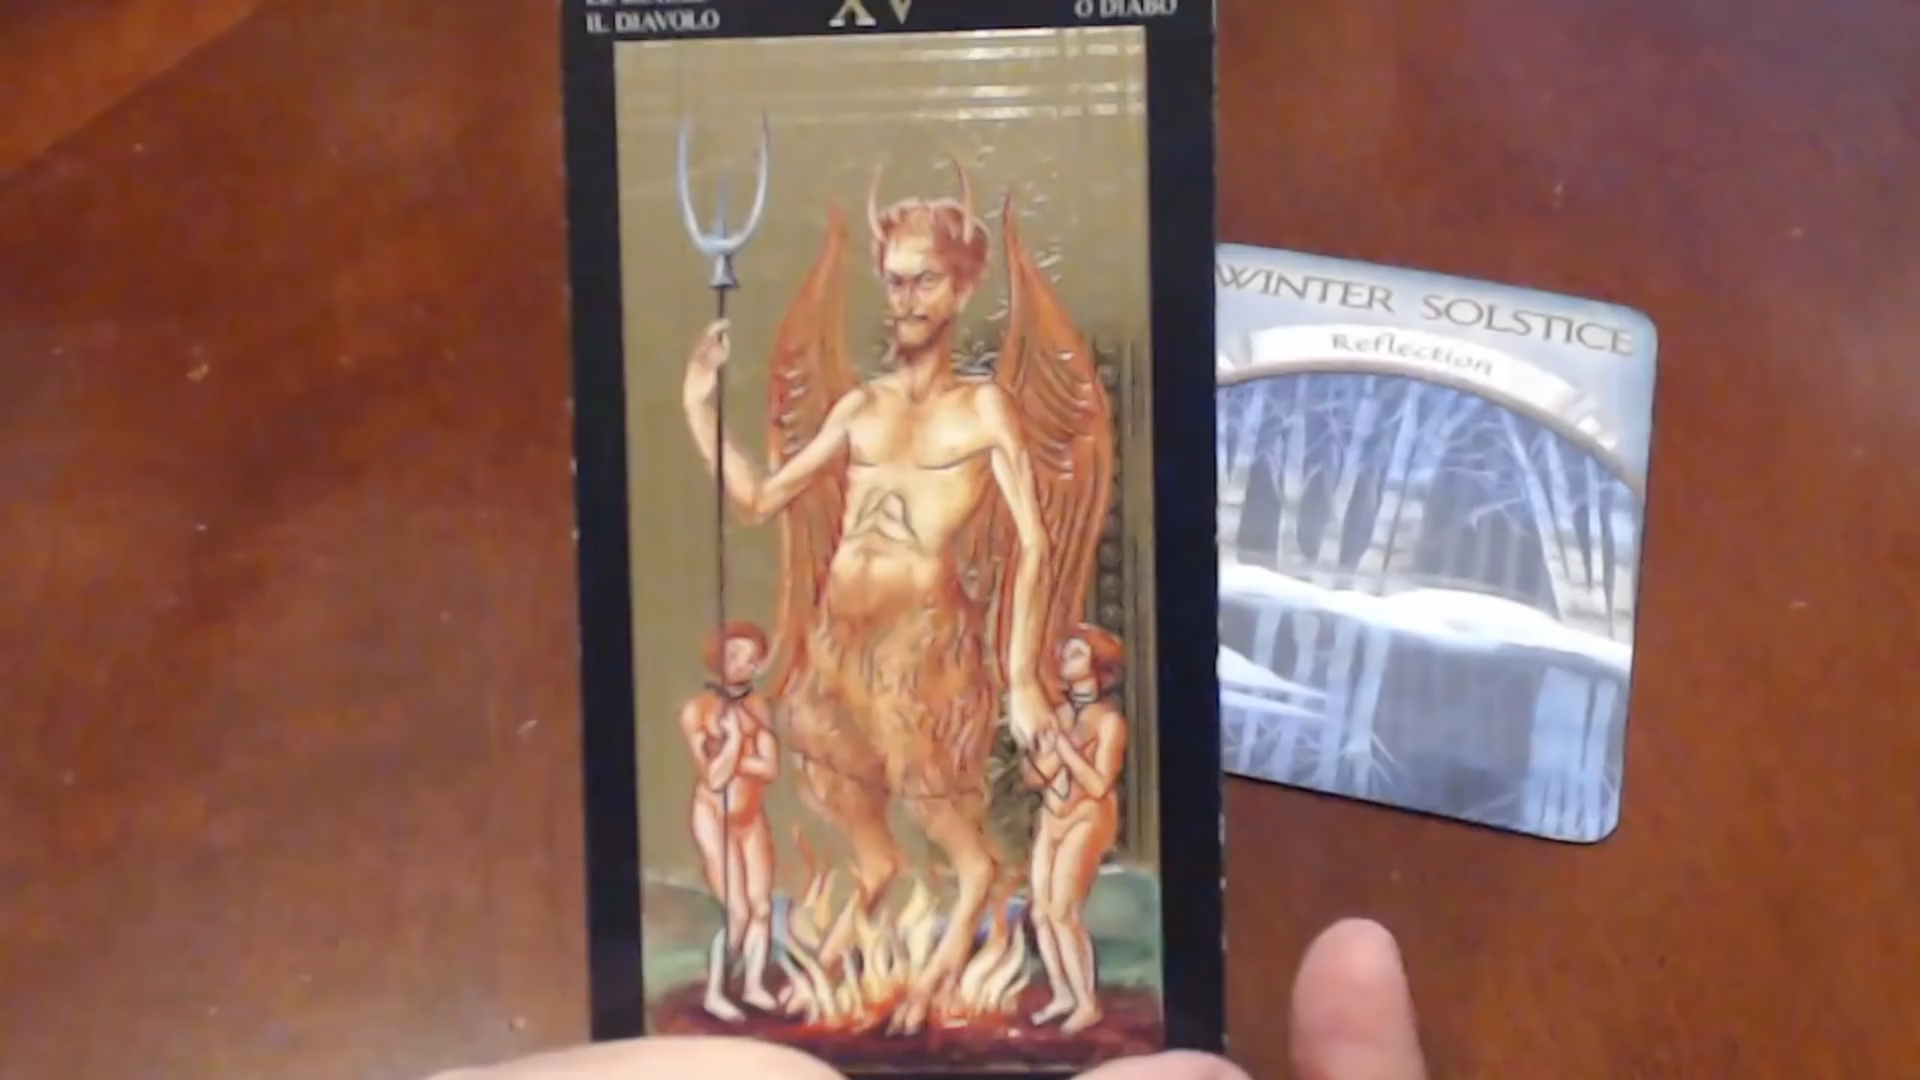 IL DIAVOLO
XV
O DIABO
WINTER SOLSTICE
Reflection